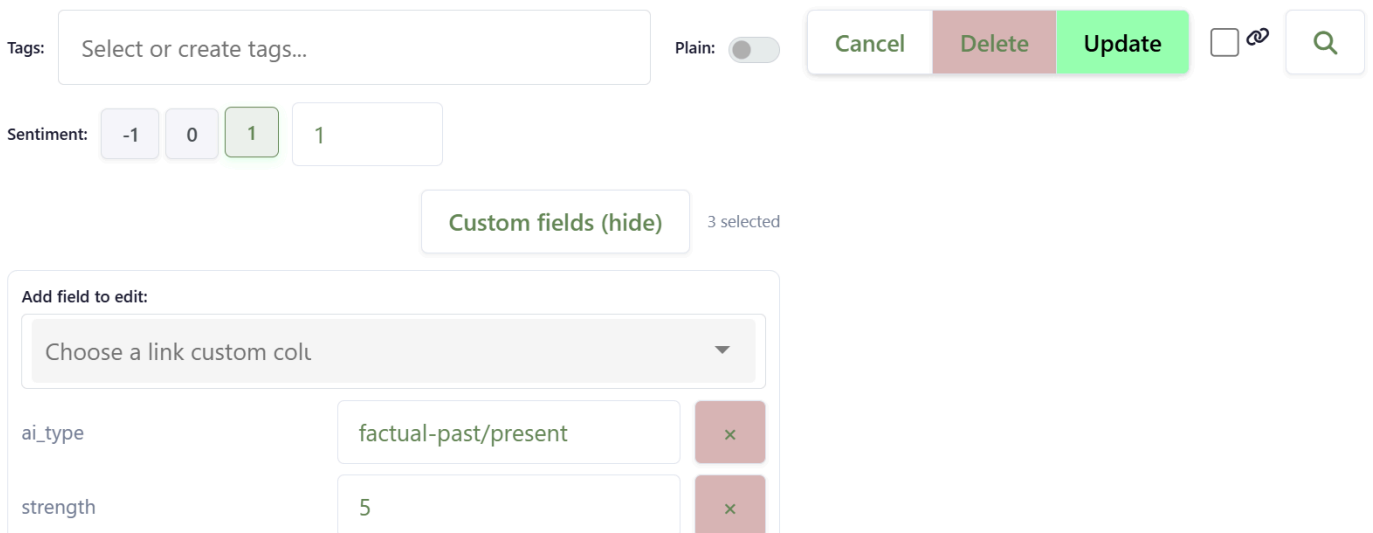 Tags: Select or create tags... Plain: Cancel Delete Update
Sentiment: -1 0 1 1
Custom fields (hide) 3 selected
Add field to edit:
Choose a link custom colu
ai_type factual-past/present ×
strength 5 ×